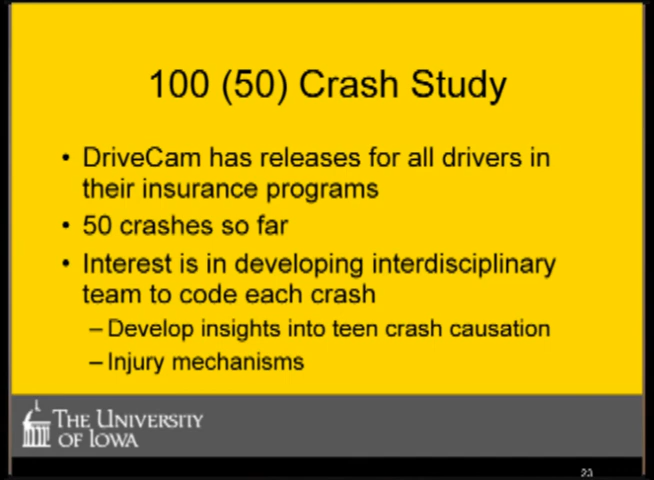 100 (50) Crash Study
• DriveCam has releases for all drivers in
their insurance programs
• 50 crashes so far
• Interest is in developing interdisciplinary
team to code each crash
– Develop insights into teen crash causation
– Injury mechanisms
THE UNIVERSITY
OF IOWA
23